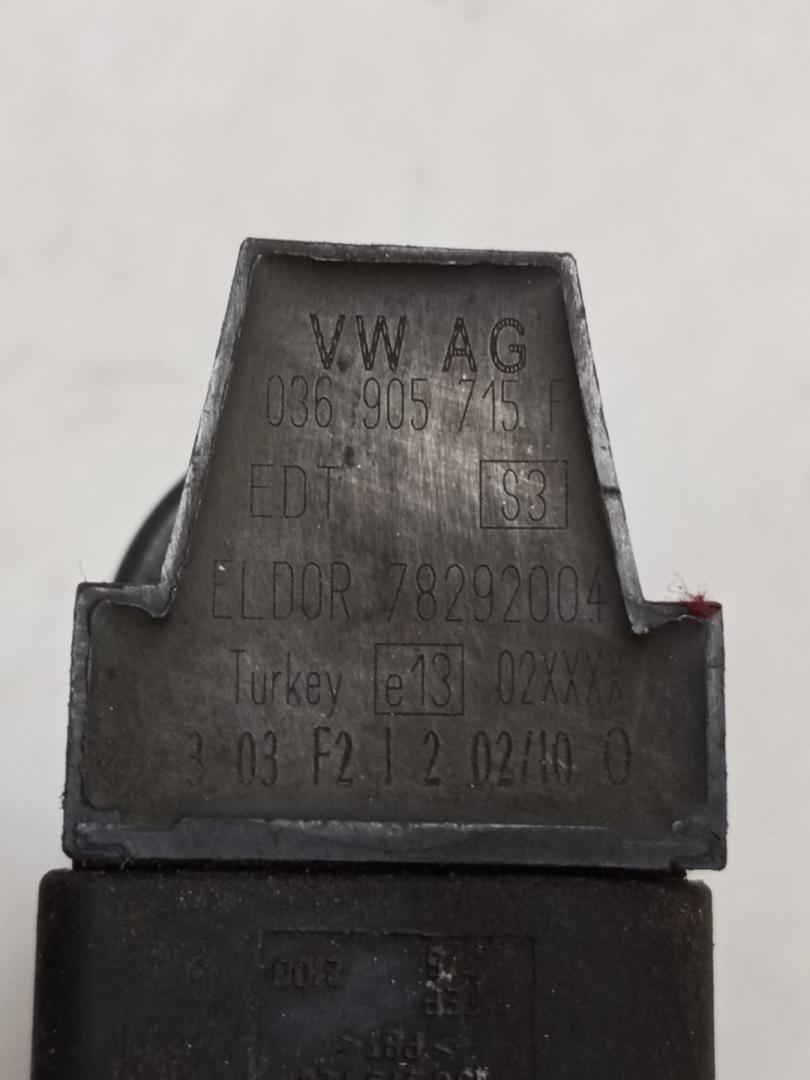 VW AG
036 905 715 F
EDT S3
ELDOR 78292004
Turkey e13 02XXXX
3 03 F2 1 2 02/10 0